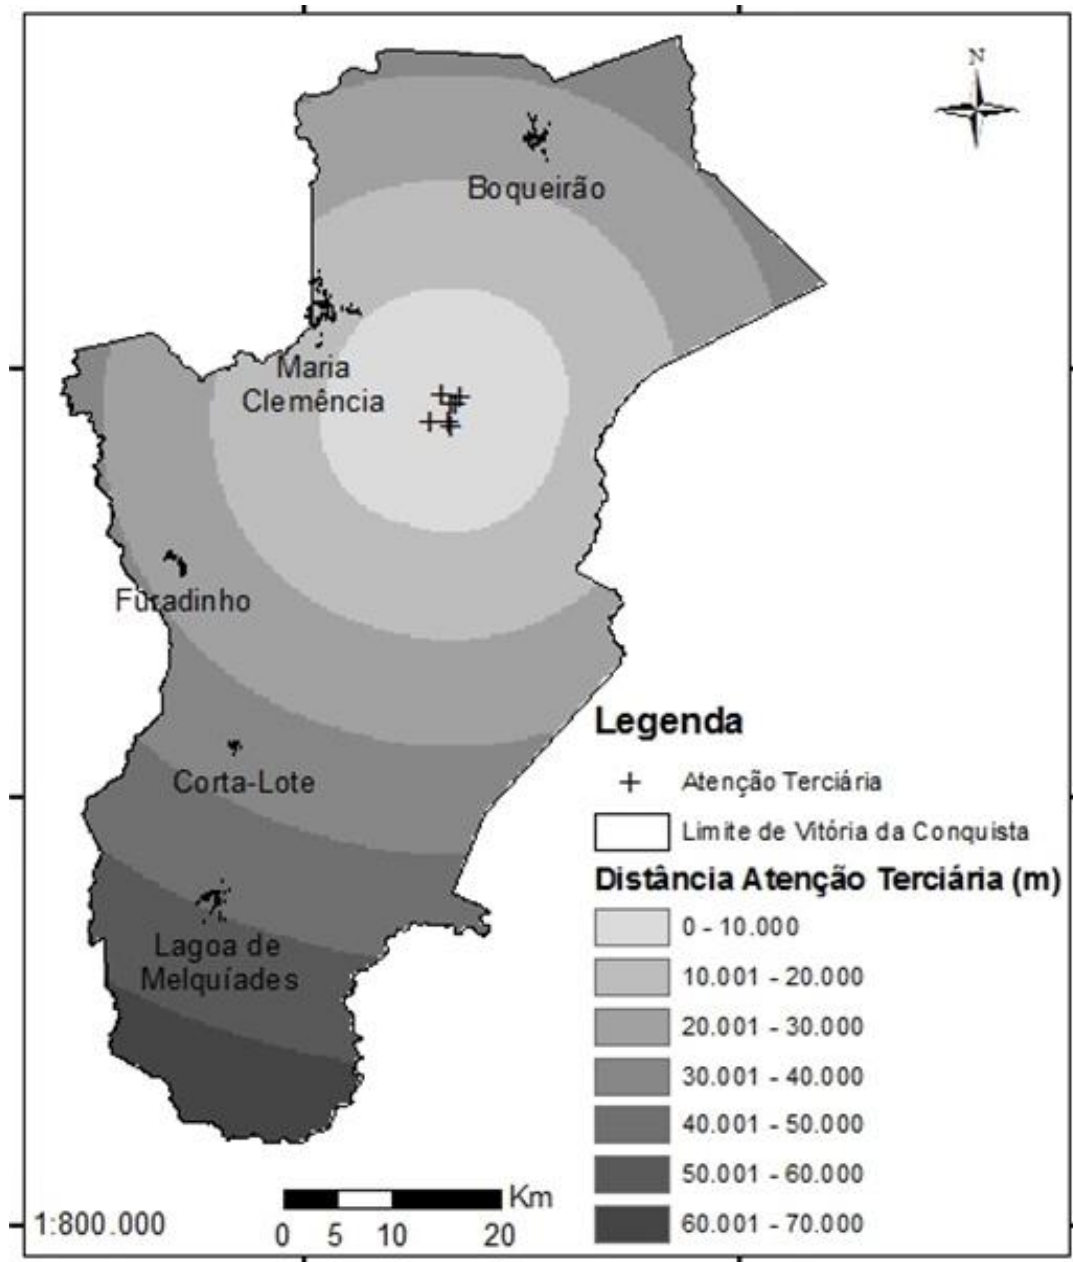 N
Boqueirão
Maria
Clemência
Furadinho
Corta-Lote
Lagoa de
Melquíades
Legenda
Atenção Terciária
Limite de Vitória da Conquista
Distância Atenção Terciária (m)
0 - 10.000
10.001 - 20.000
20.001 - 30.000
30.001 - 40.000
40.001 - 50.000
50.001 - 60.000
60.001 - 70.000
1:800.000
Km
0 5 10 20